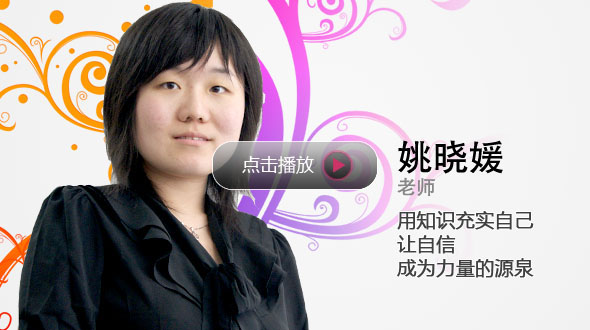 点击播放
姚晓媛
老师
用知识充实自己
让自信
成为力量的源泉